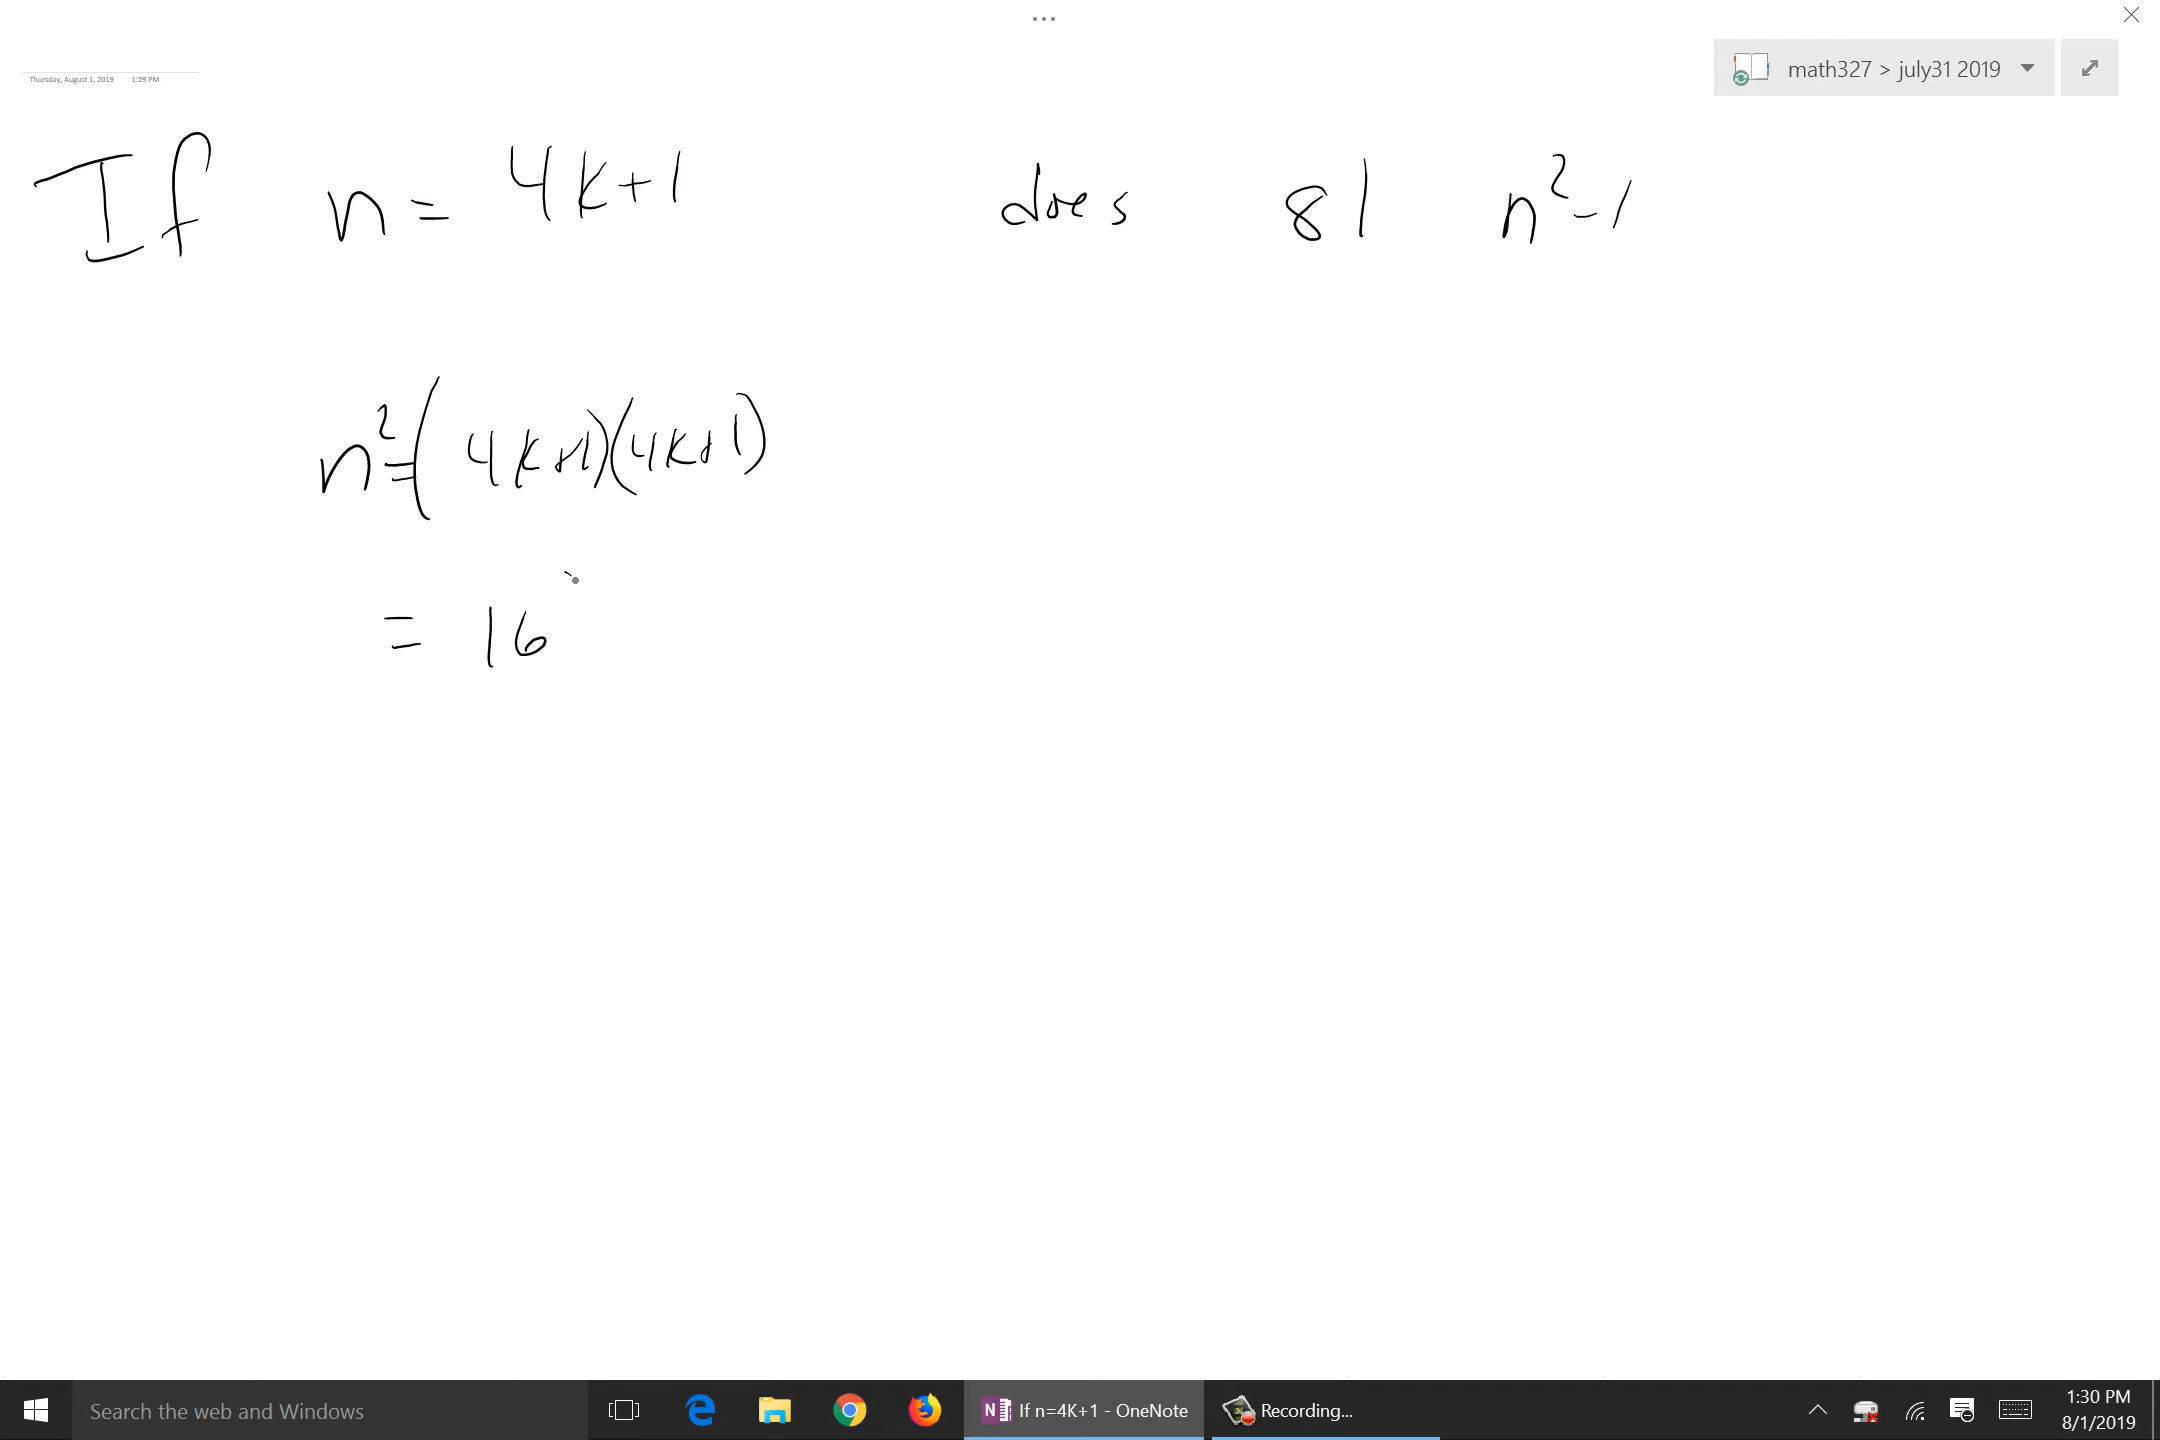 Thursday, August 1, 2019 1:29 PM
math327 > july31 2019
If n = 4k+1 does 8| n²-1
n²=(4k+1)(4k+1)
= 16
Search the web and Windows
If n=4K+1 - OneNote
Recording...
1:30 PM
8/1/2019